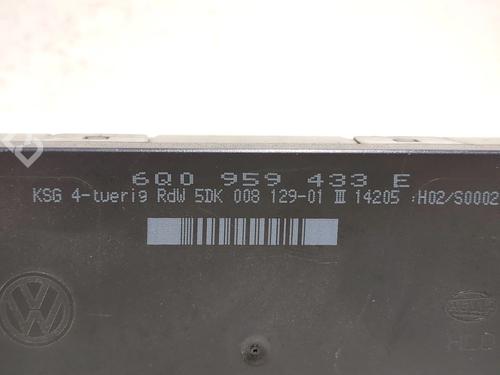 6Q0 959 433 E
KSG 4-tuerig RdW 5DK 008 129-01 III 14205 :H02/S0002